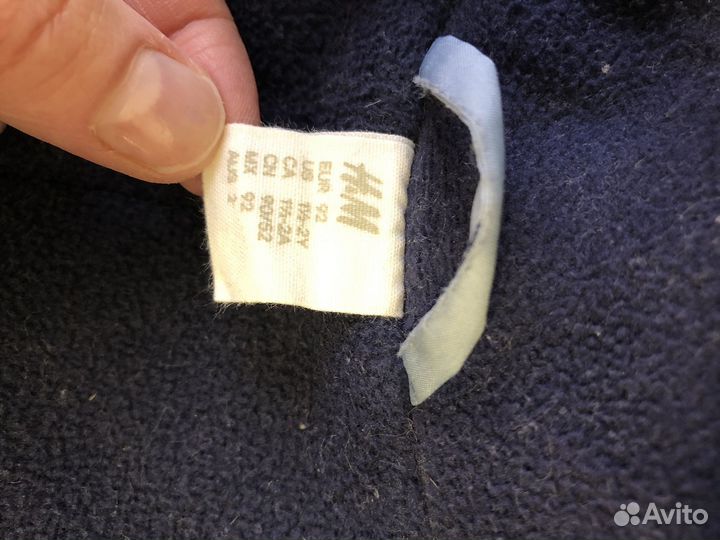 H&M
EUR 92
US 1½-2Y
CA 1½-2A
CN 90/52
MX 92
AUS 2
Avito